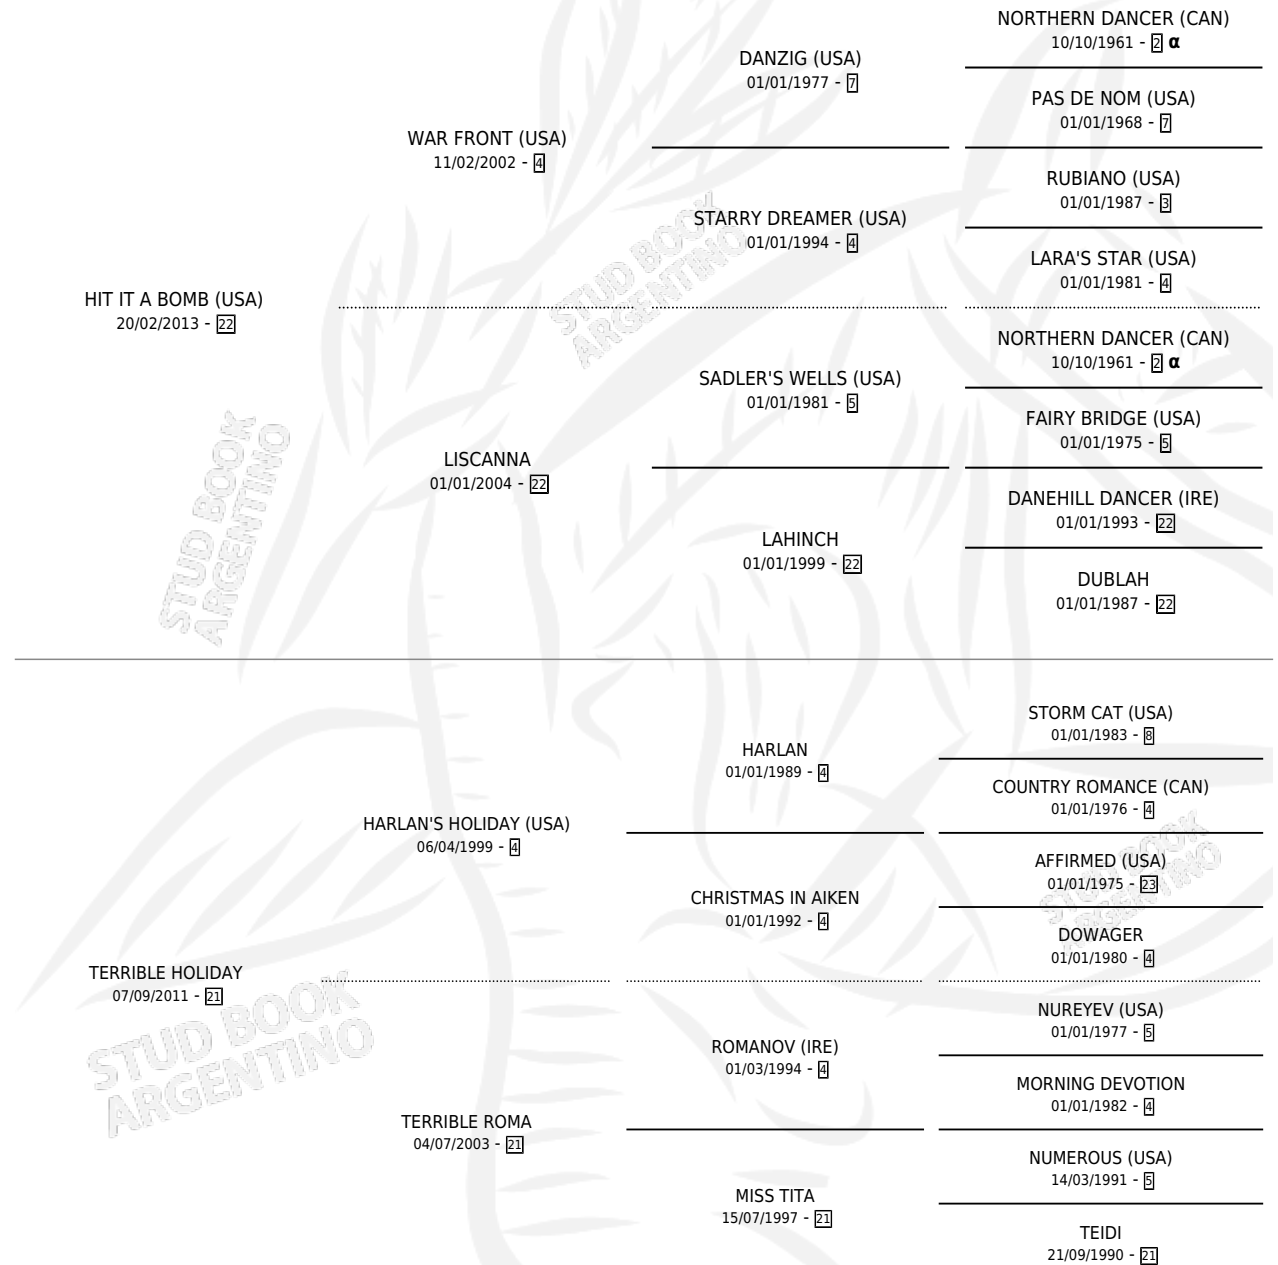 NORTHERN DANCER (CAN)
10/10/1961 - 2 α
DANZIG (USA)
01/01/1977 - 7
PAS DE NOM (USA)
01/01/1968 - 7
WAR FRONT (USA)
11/02/2002 - 4
RUBIANO (USA)
01/01/1987 - 3
STARRY DREAMER (USA)
01/01/1994 - 4
LARA'S STAR (USA)
01/01/1981 - 4
HIT IT A BOMB (USA)
20/02/2013 - 22
NORTHERN DANCER (CAN)
10/10/1961 - 2 α
SADLER'S WELLS (USA)
01/01/1981 - 5
FAIRY BRIDGE (USA)
01/01/1975 - 5
LISCANNA
01/01/2004 - 22
DANEHILL DANCER (IRE)
01/01/1993 - 22
LAHINCH
01/01/1999 - 22
DUBLAH
01/01/1987 - 22
STORM CAT (USA)
01/01/1983 - 8
HARLAN
01/01/1989 - 4
COUNTRY ROMANCE (CAN)
01/01/1976 - 4
HARLAN'S HOLIDAY (USA)
06/04/1999 - 4
AFFIRMED (USA)
01/01/1975 - 23
CHRISTMAS IN AIKEN
01/01/1992 - 4
DOWAGER
01/01/1980 - 4
TERRIBLE HOLIDAY
07/09/2011 - 21
NUREYEV (USA)
01/01/1977 - 5
ROMANOV (IRE)
01/03/1994 - 4
MORNING DEVOTION
01/01/1982 - 4
TERRIBLE ROMA
04/07/2003 - 21
NUMEROUS (USA)
14/03/1991 - 5
MISS TITA
15/07/1997 - 21
TEIDI
21/09/1990 - 21
STUD BOOK
ARGENTINO
STUD BOOK
ARGENTINO
STUD BOOK
ARGENTINO
STUD BOOK
ARGENTINO